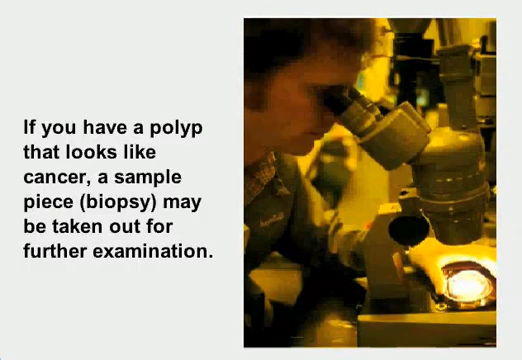 If you have a polyp
that looks like
cancer, a sample
piece (biopsy) may
be taken out for
further examination.